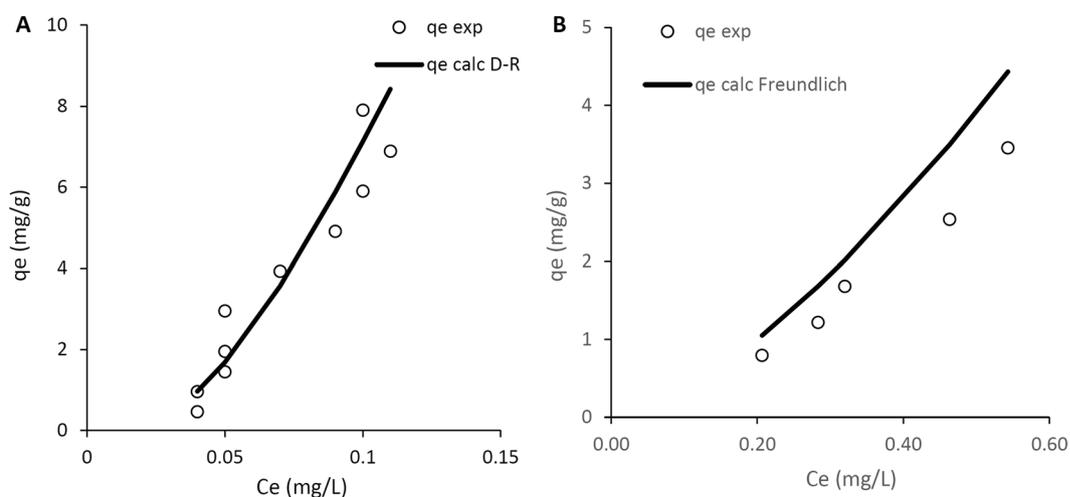 A
qe exp
qe calc D-R
10
8
6
4
2
0
qe (mg/g)
0 0.05 0.1 0.15
Ce (mg/L)
B
qe exp
qe calc Freundlich
5
4
3
2
1
0
qe (mg/g)
0.00 0.20 0.40 0.60
Ce (mg/L)